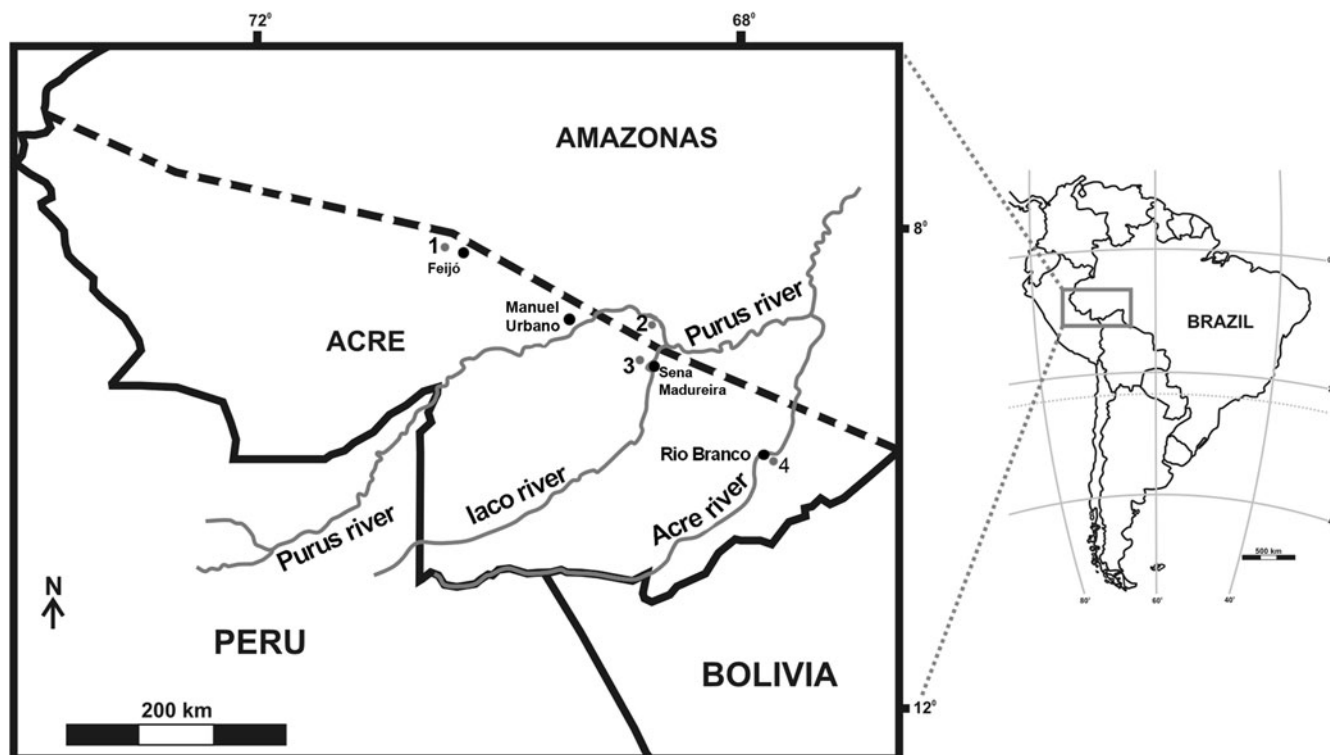 72°
68°
AMAZONAS
8°
1
Feijó
Manuel
Urbano
2
Purus river
ACRE
3
Sena
Madureira
BRAZIL
Rio Branco
4
Iaco river
Acre river
Purus river
N
PERU
BOLIVIA
200 km
12°
500 km
80°
60°
40°